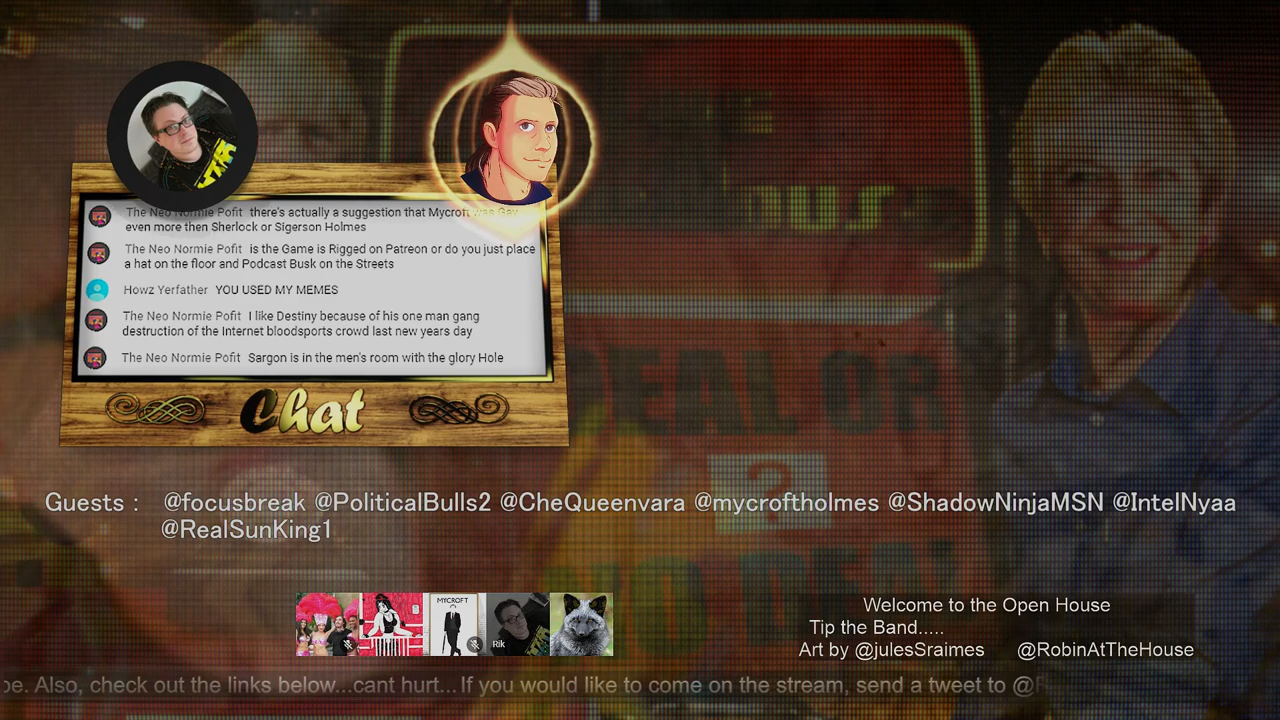 The Neo Normie Pofit there's actually a suggestion that Mycroft was Gay
even more then Sherlock or Sigerson Holmes
The Neo Normie Pofit is the Game is Rigged on Patreon or do you just place
a hat on the floor and Podcast Busk on the Streets
Howz Yerfather YOU USED MY MEMES
The Neo Normie Pofit I like Destiny because of his one man gang
destruction of the Internet bloodsports crowd last new years day
The Neo Normie Pofit Sargon is in the men's room with the glory Hole
Chat
DEAL OR
?
NO DEAL
Guests : @focusbreak @PoliticalBulls2 @CheQueenvara @mycroftholmes @ShadowNinjaMSN @IntelNyaa
@RealSunKing1
MYCROFT
Rik
Welcome to the Open House
Tip the Band.....
Art by @julesSraimes @RobinAtTheHouse
be. Also, check out the links below...cant hurt... If you would like to come on the stream, send a tweet to @